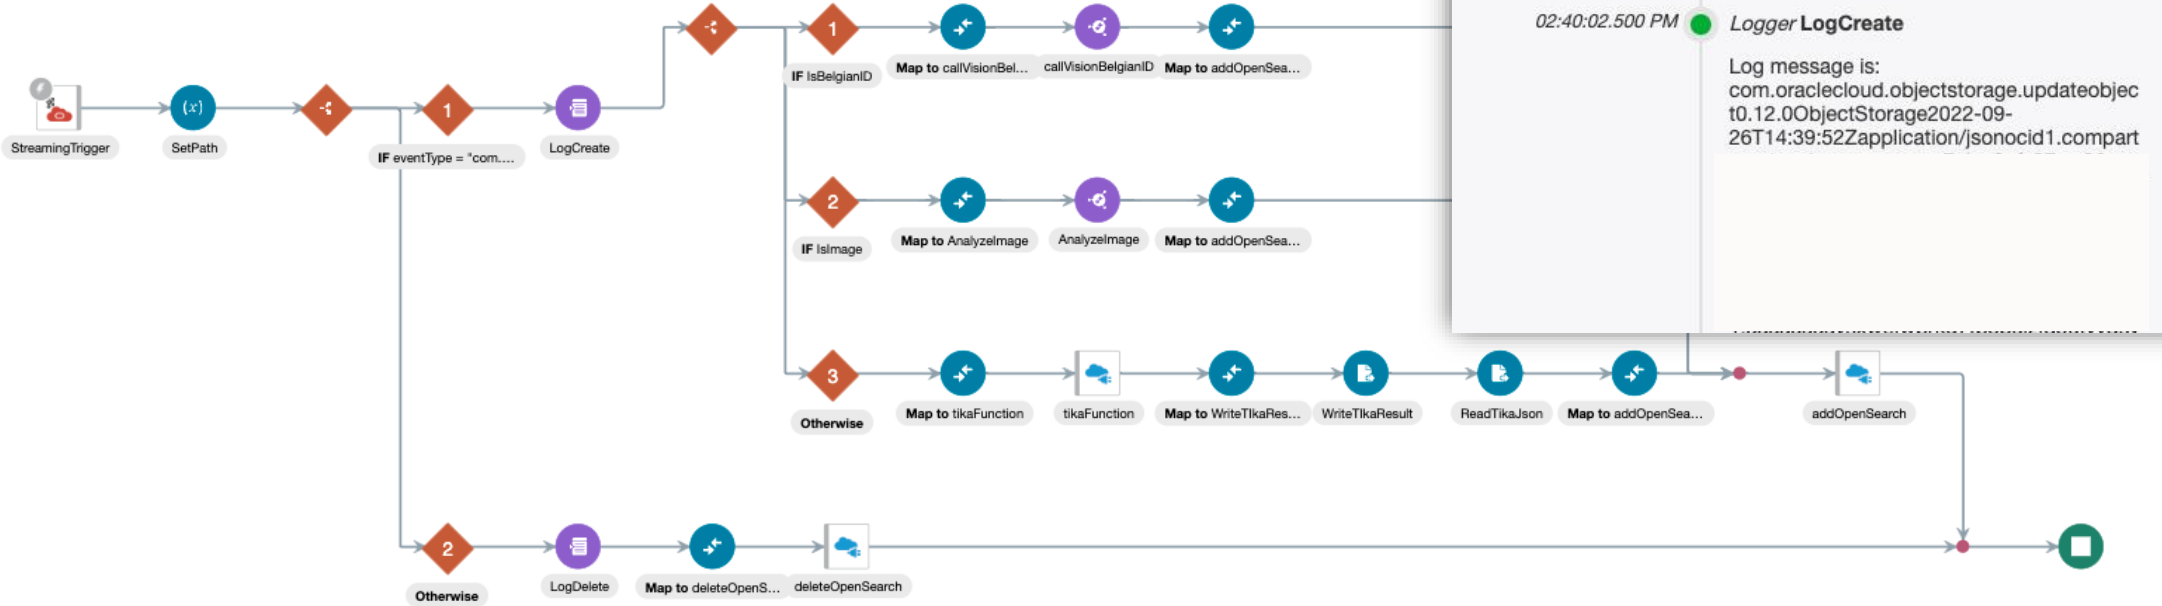 1
IF IsBelgianID
Map to callVisionBel...
callVisionBelgianID
Map to addOpenSea...
02:40:02.500 PM
Logger LogCreate
Log message is:
com.oraclecloud.objectstorage.updateobjec
t0.12.0ObjectStorage2022-09-
26T14:39:52Zapplication/jsonocid1.compart
StreamingTrigger
(x)
SetPath
1
IF eventType = "com....
LogCreate
2
IF IsImage
Map to AnalyzeImage
AnalyzeImage
Map to addOpenSea...
3
Otherwise
Map to tikaFunction
tikaFunction
Map to WriteTIkaRes...
WriteTIkaResult
ReadTikaJson
Map to addOpenSea...
addOpenSearch
2
Otherwise
LogDelete
Map to deleteOpenS...
deleteOpenSearch